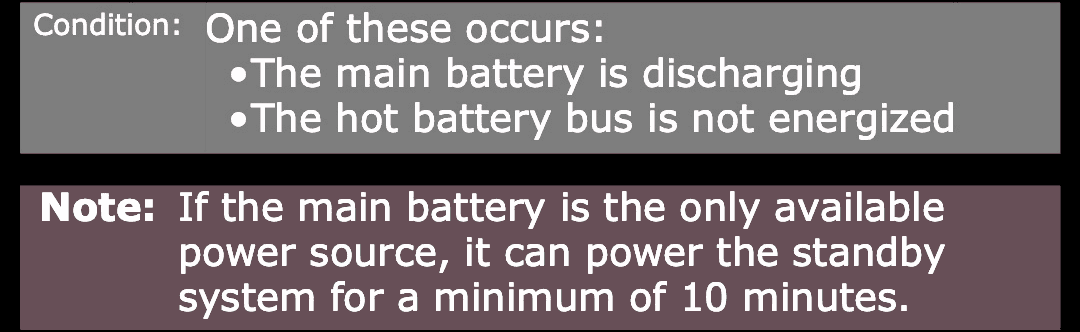 Condition: One of these occurs:
•The main battery is discharging
•The hot battery bus is not energized
Note: If the main battery is the only available
power source, it can power the standby
system for a minimum of 10 minutes.